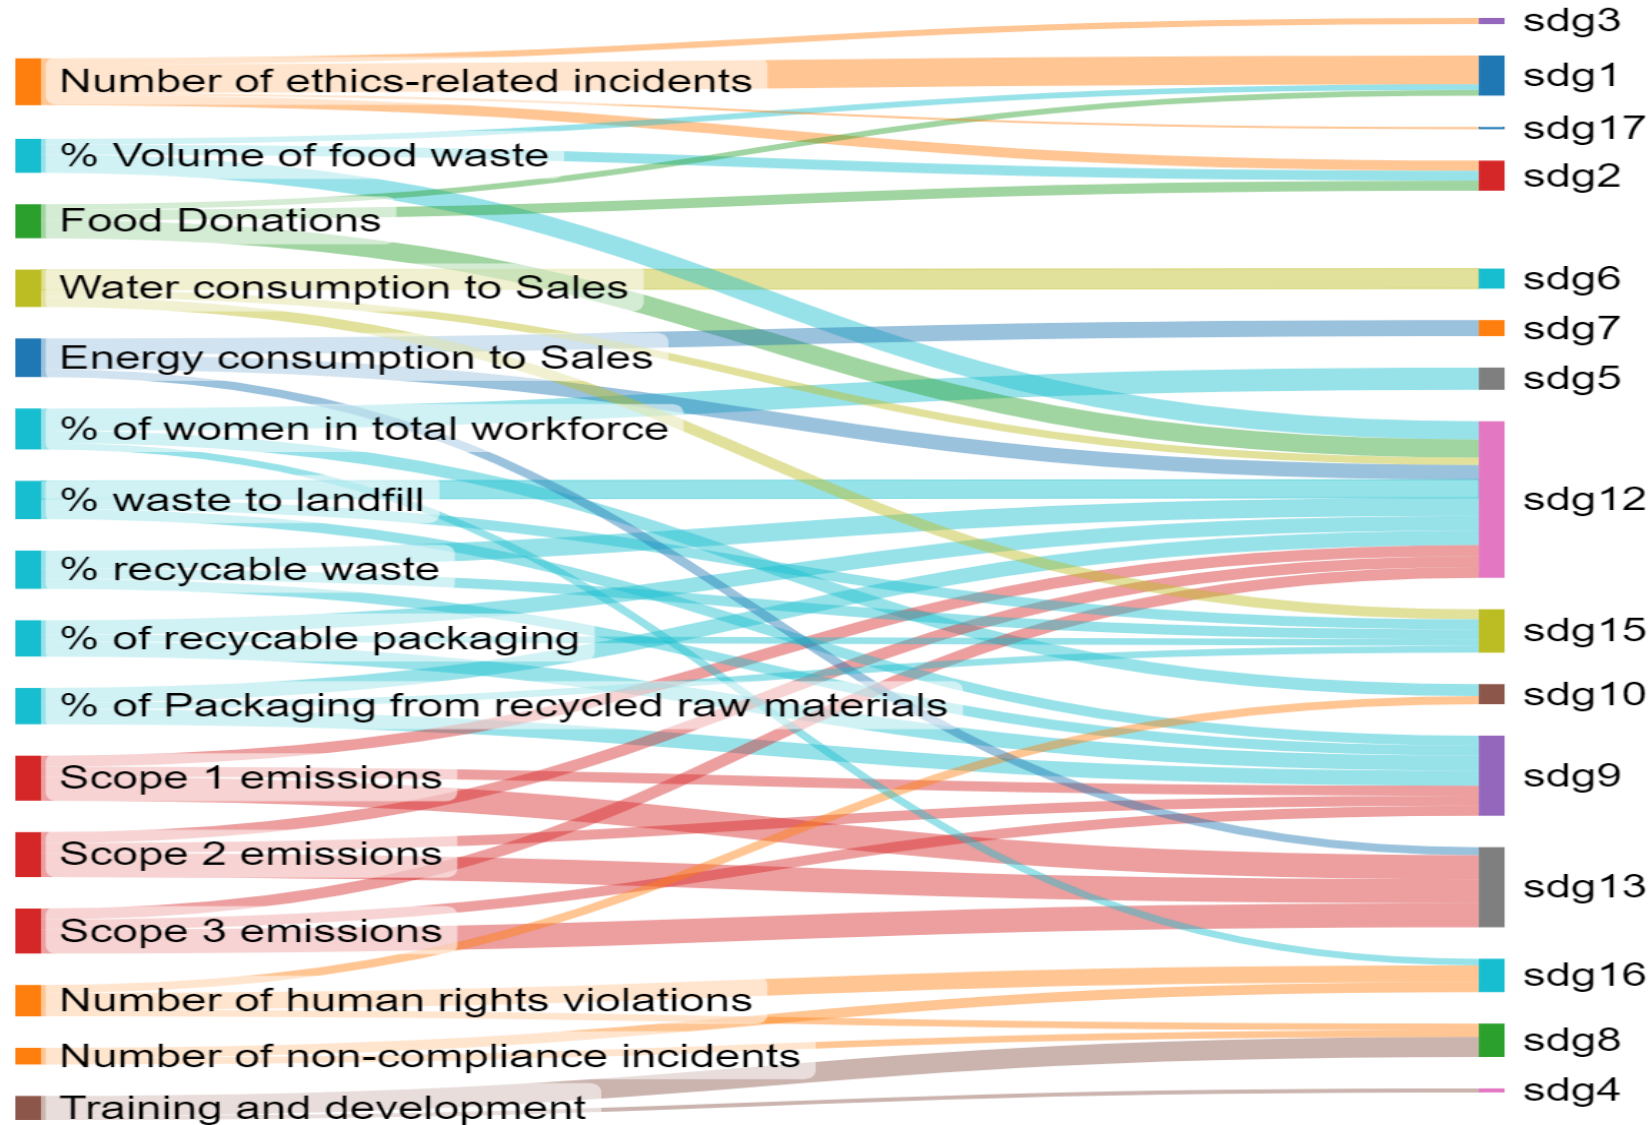 Number of ethics-related incidents
% Volume of food waste
Food Donations
Water consumption to Sales
Energy consumption to Sales
% of women in total workforce
% waste to landfill
% recycable waste
% of recycable packaging
% of Packaging from recycled raw materials
Scope 1 emissions
Scope 2 emissions
Scope 3 emissions
Number of human rights violations
Number of non-compliance incidents
Training and development
sdg3
sdg1
sdg17
sdg2
sdg6
sdg7
sdg5
sdg12
sdg15
sdg10
sdg9
sdg13
sdg16
sdg8
sdg4